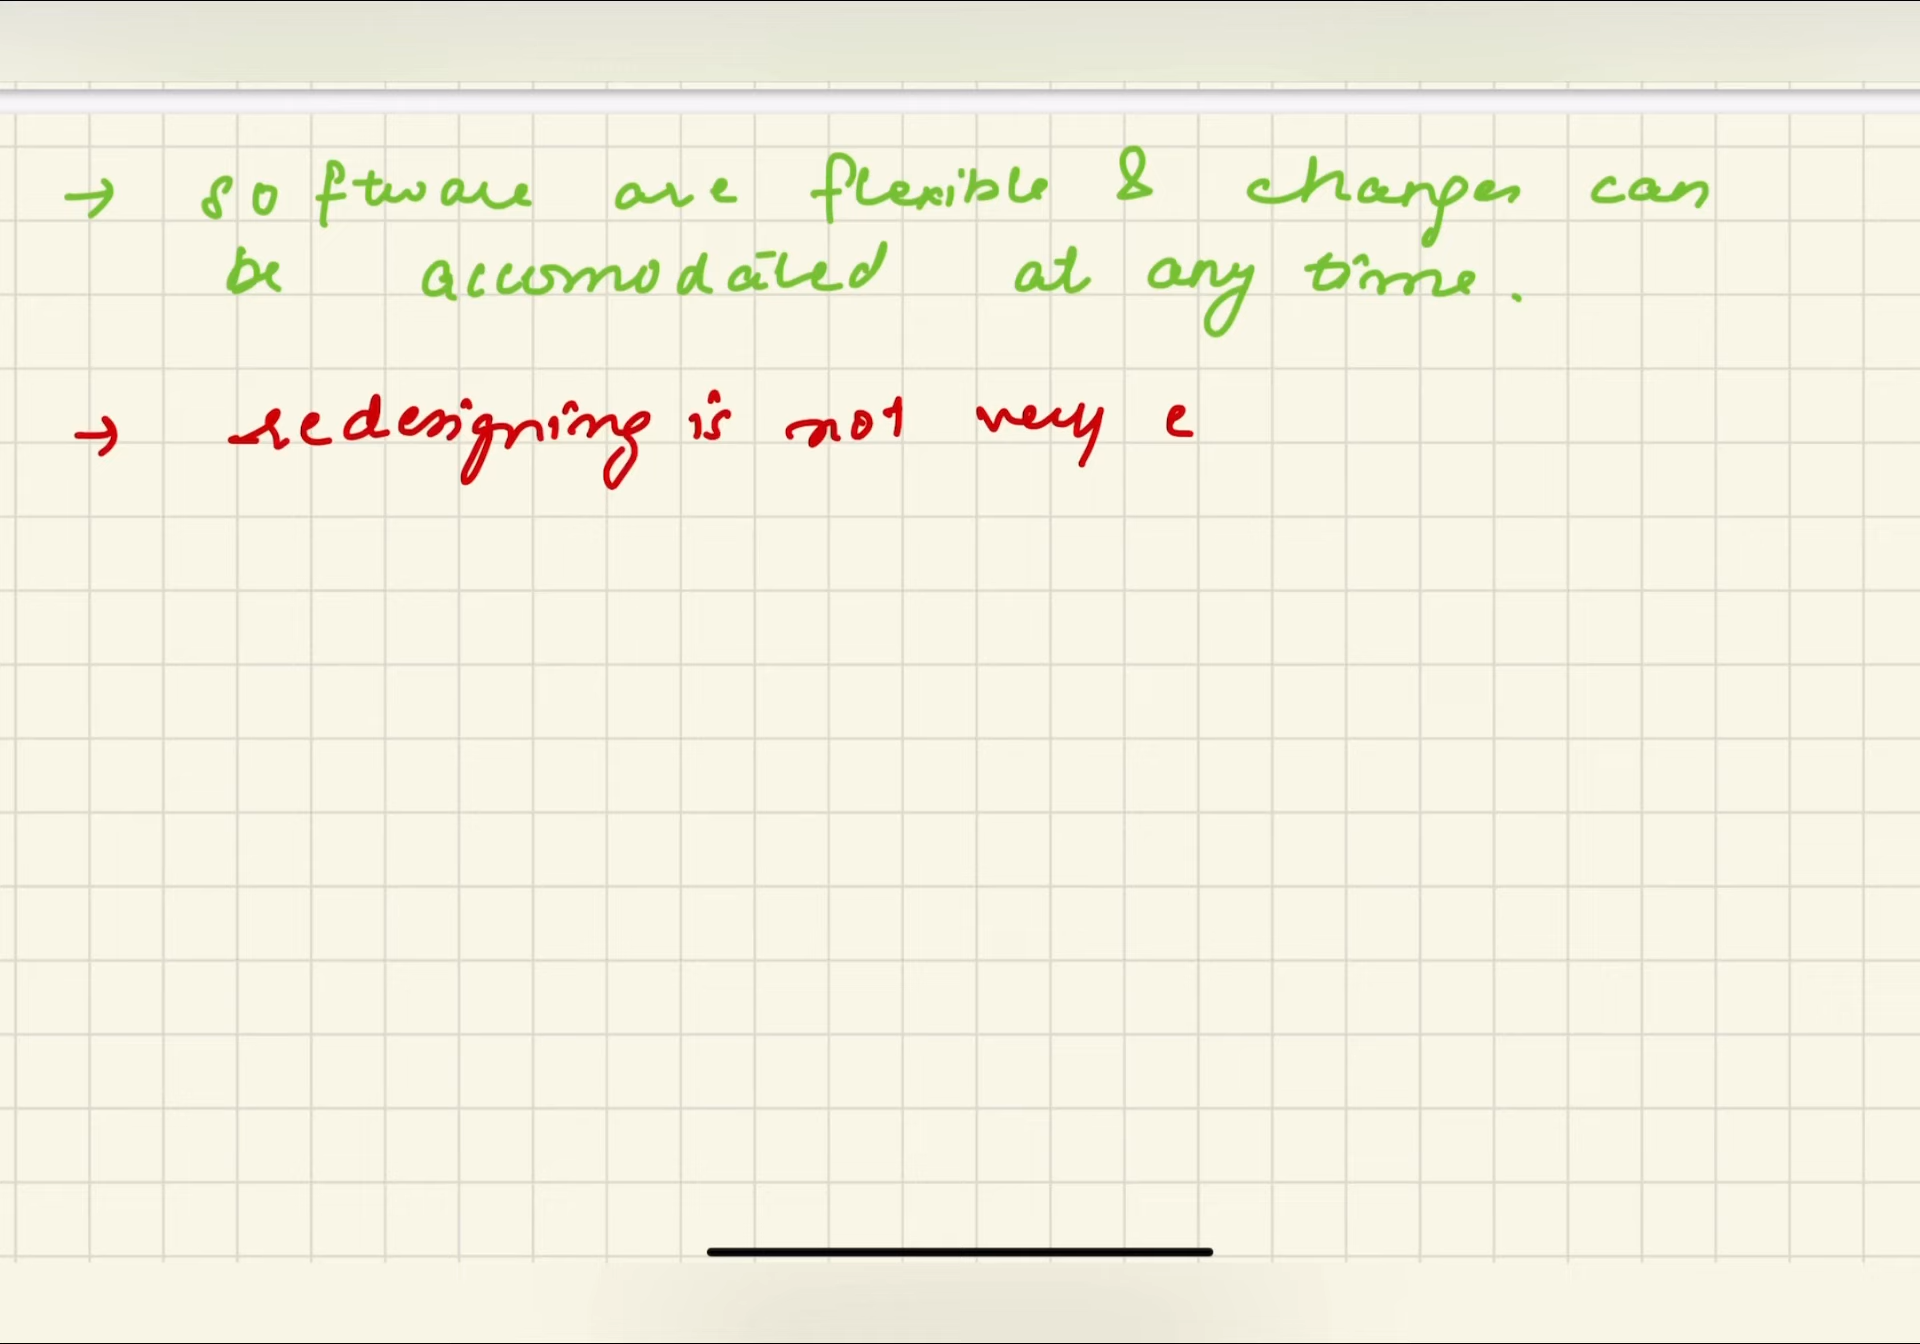 → software are flexible & changes can
be accomodated at any time.
→ redesigning is not very e